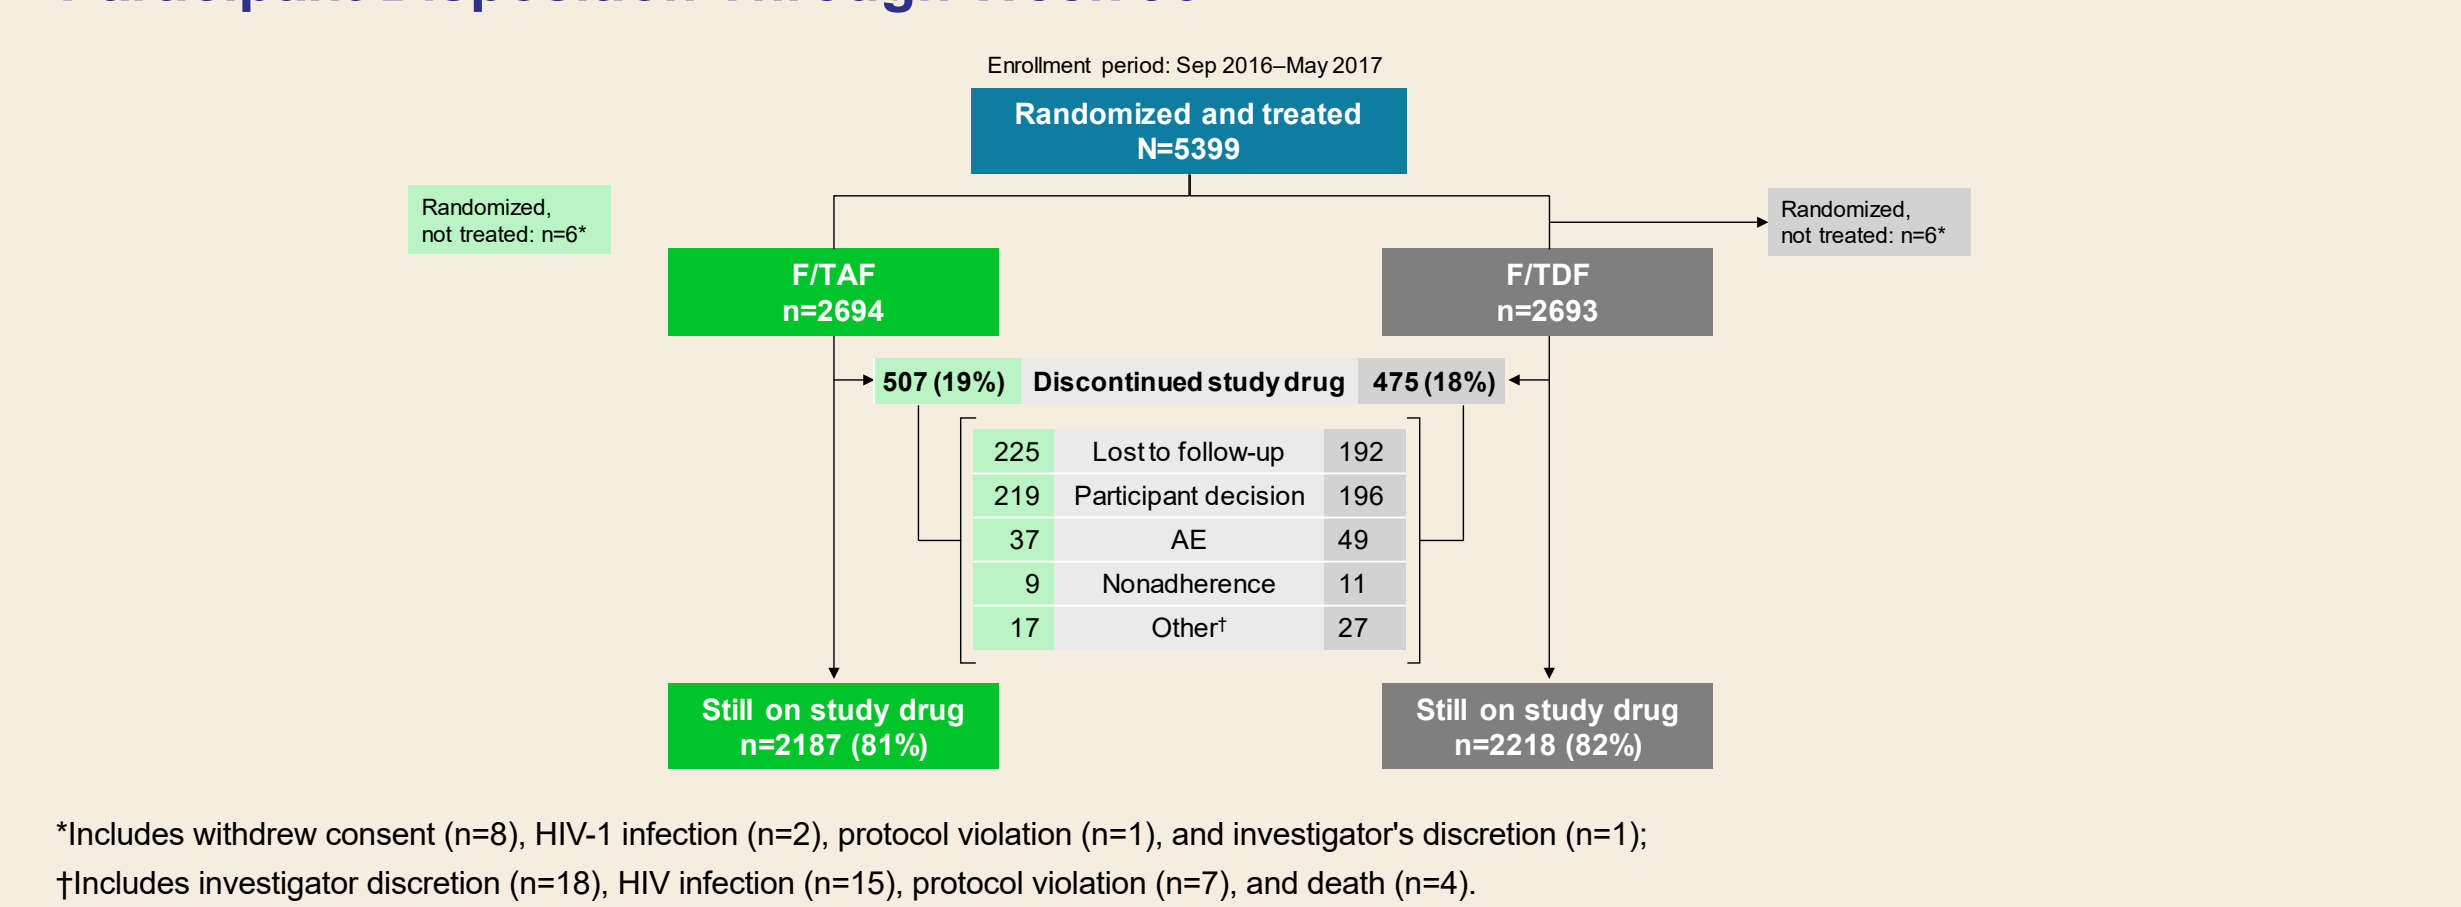 Participant Disposition Through Week
Enrollment period: Sep 2016–May 2017
Randomized and treated
N=5399
Randomized,
not treated: n=6*
Randomized,
not treated: n=6*
F/TAF
n=2694
F/TDF
n=2693
507 (19%) Discontinued study drug 475 (18%)
225 Lost to follow-up 192
219 Participant decision 196
37 AE 49
9 Nonadherence 11
17 Other† 27
Still on study drug
n=2187 (81%)
Still on study drug
n=2218 (82%)
*Includes withdrew consent (n=8), HIV-1 infection (n=2), protocol violation (n=1), and investigator's discretion (n=1);
†Includes investigator discretion (n=18), HIV infection (n=15), protocol violation (n=7), and death (n=4).